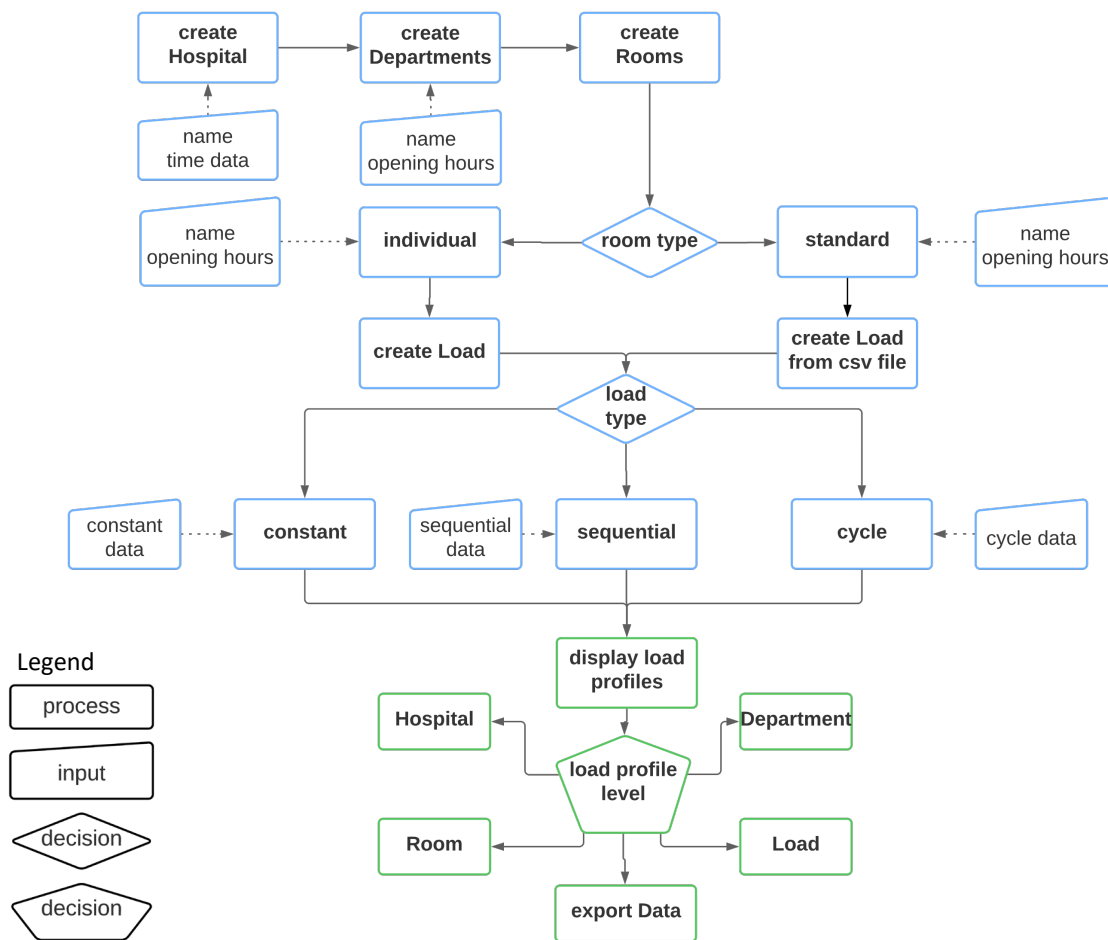 create
Hospital
create
Departments
create
Rooms
name
time data
name
opening hours
name
opening hours
individual
room type
standard
name
opening hours
create Load
create Load
from csv file
load
type
constant
data
constant
sequential
data
sequential
cycle
cycle data
display load
profiles
Legend
process
input
decision
decision
Hospital
Department
load profile
level
Room
Load
export Data